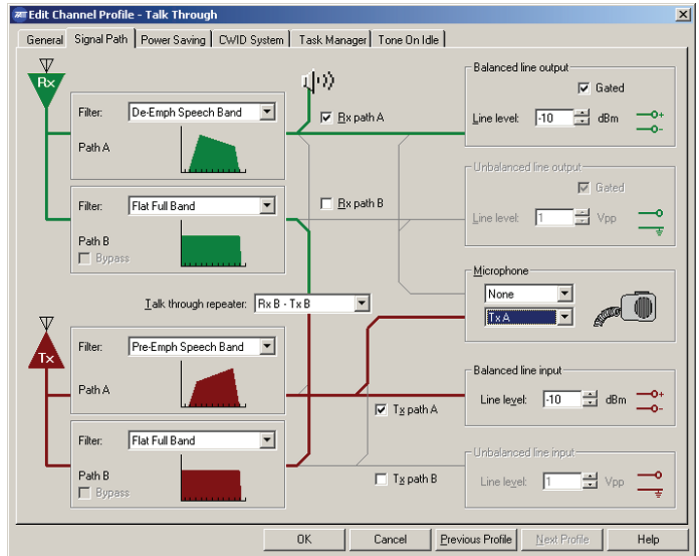 Edit Channel Profile - Talk Through
General Signal Path Power Saving CWID System Task Manager Tone On Idle
Rx
Filter: De-Emph Speech Band
Path A
Filter: Flat Full Band
Path B
Bypass
Rx path A
Rx path B
Balanced line output
Gated
Line level: -10 dBm
Unbalanced line output
Gated
Line level: 1 Vpp
Talk through repeater: Rx B - Tx B
Microphone
None
Tx A
Tx
Filter: Pre-Emph Speech Band
Path A
Filter: Flat Full Band
Path B
Bypass
Tx path A
Tx path B
Balanced line input
Line level: -10 dBm
Unbalanced line input
Line level: 1 Vpp
OK Cancel Previous Profile Next Profile Help